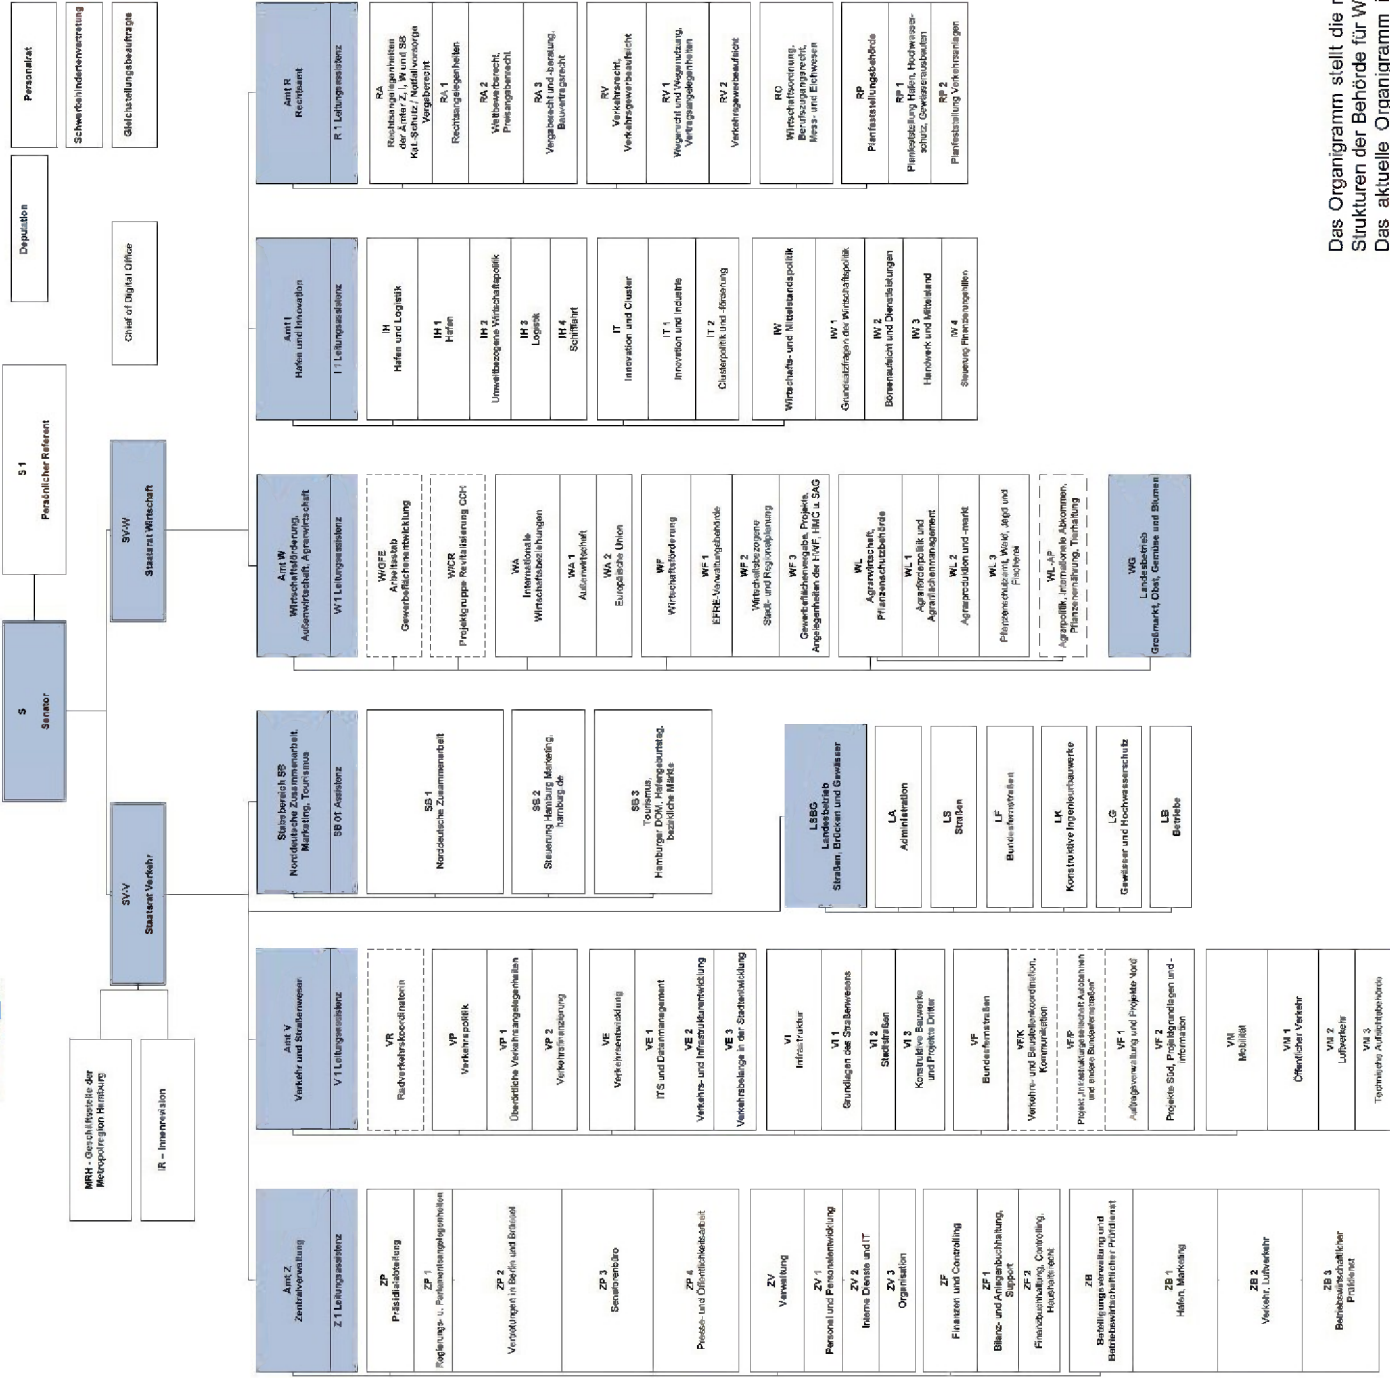 S
Senator
S 1
Persönlicher Referent
Deputation
Personalrat
Schwerbehindertenvertretung
Gleichstellungsbeauftragte
Chief of Digital Office
MRH - Geschäftsstelle der
Metropolregion Hamburg
IR – Innenrevision
SV-V
Staatsrat Verkehr
SV-W
Staatsrat Wirtschaft
Amt Z
Zentralverwaltung
Z 1 Leitungsassistenz
ZP
Präsidialabteilung
ZP 1
Regierungs- u. Parlamentsangelegenheiten
ZP 2
Vertretungen in Berlin und Brüssel
ZP 3
Senatorenbüro
ZP 4
Presse- und Öffentlichkeitsarbeit
ZV
Verwaltung
ZV 1
Personal und Personalentwicklung
ZV 2
Interne Dienste und IT
ZV 3
Organisation
ZF
Finanzen und Controlling
ZF 1
Bilanz- und Anlagenbuchhaltung,
Support
ZF 2
Finanzbuchhaltung, Controlling,
Haushaltsrecht
ZB
Beteiligungsverwaltung und
Betriebswirtschaftlicher Prüfdienst
ZB 1
Hafen, Marketing
ZB 2
Verkehr, Luftverkehr
ZB 3
Betriebswirtschaftlicher
Prüfdienst
Amt V
Verkehr und Straßenwesen
V 1 Leitungsassistenz
VR
Radverkehrskoordinatorin
VP
Verkehrspolitik
VP 1
Überörtliche Verkehrsangelegenheiten
VP 2
Verkehrsfinanzierung
VE
Verkehrsentwicklung
VE 1
ITS und Datenmanagement
VE 2
Verkehrs- und Infrastrukturentwicklung
VE 3
Verkehrsbelange in der Stadtentwicklung
VI
Infrastruktur
VI 1
Grundlagen des Straßenwesens
VI 2
Stadtstraßen
VI 3
Konstruktive Bauwerke
und Projekte Dritter
VF
Bundesfernstraßen
VF/K
Verkehrs- und Baustellenkoordination,
Kommunikation
VF/P
Projekt „Infrastrukturgesellschaft Autobahnen
und andere Bundesfernstraßen“
VF 1
Auftragsverwaltung und Projekte Nord
VF 2
Projekte Süd, Projektgrundlagen und -
information
VM
Mobilität
VM 1
Öffentlicher Verkehr
VM 2
Luftverkehr
VM 3
Technische Aufsichtsbehörde
Stabsbereich SB
Norddeutsche Zusammenarbeit,
Marketing, Tourismus
SB 01 Assistenz
SB 1
Norddeutsche Zusammenarbeit
SB 2
Steuerung Hamburg Marketing,
hamburg.de
SB 3
Tourismus,
Hamburger DOM, Hafengeburtstag,
bezirkliche Märkte
LSBG
Landesbetrieb
Straßen, Brücken und Gewässer
LA
Administration
LS
Straßen
LF
Bundesfernstraßen
LK
Konstruktive Ingenieurbauwerke
LG
Gewässer und Hochwasserschutz
LB
Betriebe
Amt W
Wirtschaftsförderung,
Außenwirtschaft, Agrarwirtschaft
W 1 Leitungsassistenz
W/GFE
Arbeitsstab
Gewerbeflächenentwicklung
W/CR
Projektgruppe Revitalisierung CCH
WA
Internationale
Wirtschaftsbeziehungen
WA 1
Außenwirtschaft
WA 2
Europäische Union
WF
Wirtschaftsförderung
WF 1
EFRE-Verwaltungsbehörde
WF 2
Wirtschaftsbezogene
Stadt- und Regionalplanung
WF 3
Gewerbeflächenvergabe, Projekte,
Angelegenheiten der HWF, HMG u. SAG
WL
Agrarwirtschaft,
Pflanzenschutzbehörde
WL 1
Agrarförderpolitik und
Agrarflächenmanagement
WL 2
Agrarproduktion und -markt
WL 3
Pflanzenschutzamt, Wald, Jagd und
Fischerei
WL-AP
Agrarpolitik, Internationale Abkommen,
Pflanzenernährung, Tierhaltung
WG
Landesbetrieb
Großmarkt, Obst, Gemüse und Blumen
Amt I
Hafen und Innovation
I 1 Leitungsassistenz
IH
Hafen und Logistik
IH 1
Hafen
IH 2
Umweltbezogene Wirtschaftspolitik
IH 3
Logistik
IH 4
Schifffahrt
IT
Innovation und Cluster
IT 1
Innovation und Industrie
IT 2
Clusterpolitik und -förderung
IW
Wirtschafts- und Mittelstandspolitik
IW 1
Grundsatzfragen der Wirtschaftspolitik
IW 2
Börsenaufsicht und Dienstleistungen
IW 3
Handwerk und Mittelstand
IW 4
Steuerung Finanzierungshilfen
Amt R
Rechtsamt
R 1 Leitungsassistenz
RA
Rechtsangelegenheiten
der Ämter Z, I, W und SB
Kat.-Schutz / Notfallvorsorge
Vergaberecht
RA 1
Rechtsangelegenheiten
RA 2
Wettbewerbsrecht,
Preisangabenrecht
RA 3
Vergaberecht und -beratung,
Bauvertragsrecht
RV
Verkehrsrecht,
Verkehrsgewerbeaufsicht
RV 1
Wegerecht und Wegenutzung,
Vertragsangelegenheiten
RV 2
Verkehrsgewerbeaufsicht
RO
Wirtschaftsordnung,
Berufszugangsrecht,
Mess- und Eichwesen
RP
Planfeststellungsbehörde
RP 1
Planfeststellung Hafen, Hochwasser-
schutz, Gewässerausbauten
RP 2
Planfeststellung Verkehrsanlagen
Das Organigramm stellt die
Strukturen der Behörde für W
Das aktuelle Organigramm